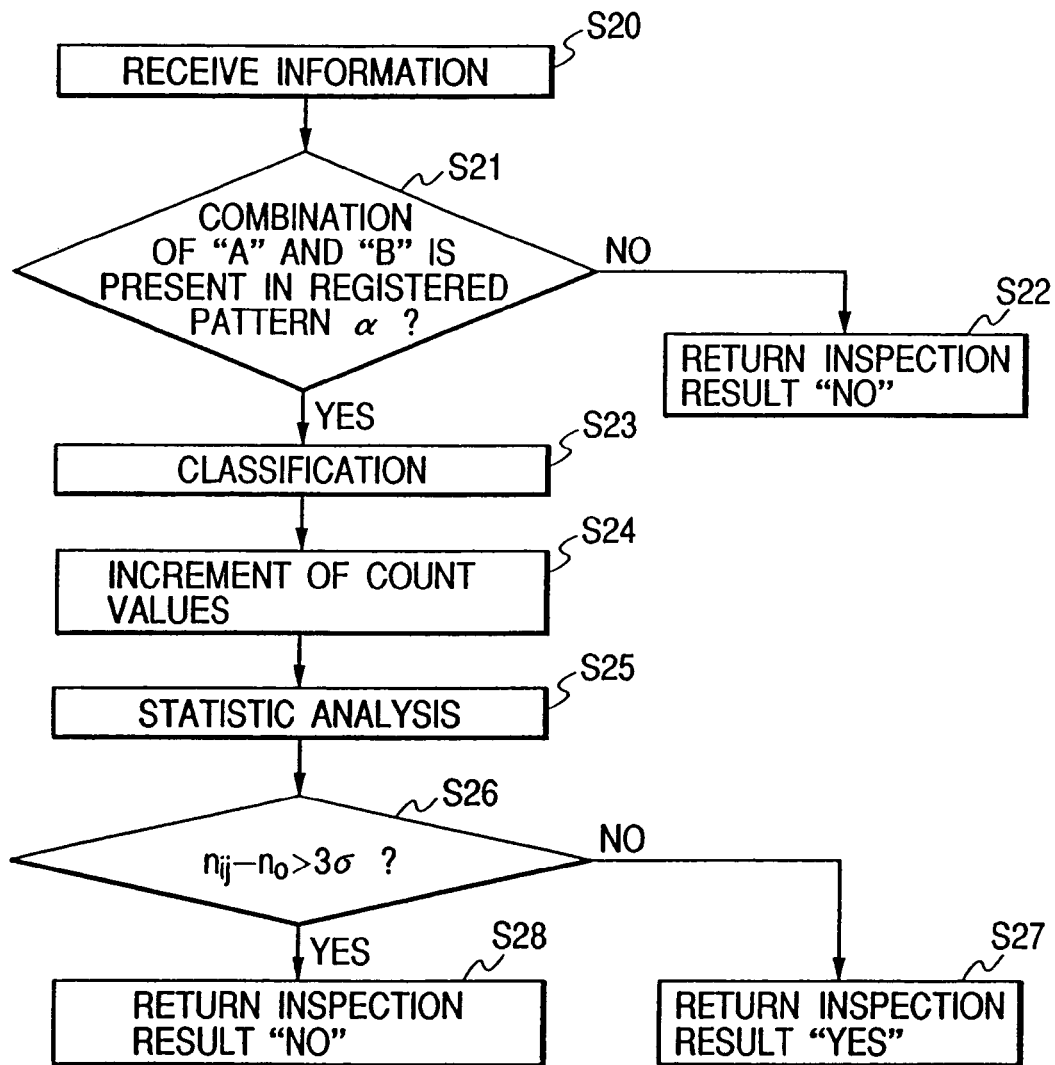 S20
RECEIVE INFORMATION
S21
COMBINATION
OF “A” AND “B” IS
PRESENT IN REGISTERED
PATTERN α ?
NO
S22
RETURN INSPECTION
RESULT “NO”
YES
S23
CLASSIFICATION
S24
INCREMENT OF COUNT
VALUES
S25
STATISTIC ANALYSIS
S26
nij−n0>3σ ?
NO
YES
S28
RETURN INSPECTION
RESULT “NO”
S27
RETURN INSPECTION
RESULT “YES”